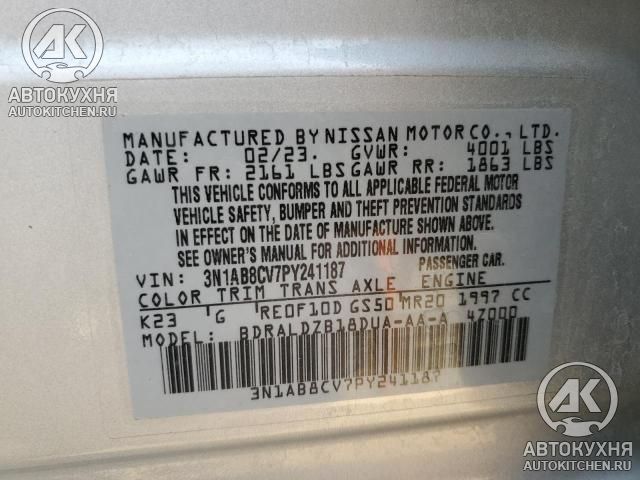 АК
АВТОКУХНЯ
AUTOKITCHEN.RU
MANUFACTURED BY NISSAN MOTOR CO., LTD.
DATE: 02/23. GVWR: 4001 LBS
GAWR FR: 2161 LBS GAWR RR: 1863 LBS
THIS VEHICLE CONFORMS TO ALL APPLICABLE FEDERAL MOTOR
VEHICLE SAFETY, BUMPER AND THEFT PREVENTION STANDARDS
IN EFFECT ON THE DATE OF MANUFACTURE SHOWN ABOVE.
SEE OWNER'S MANUAL FOR ADDITIONAL INFORMATION.
VIN: 3N1AB8CV7PY241187 PASSENGER CAR.
COLOR TRIM TRANS AXLE ENGINE
K23 'G RE0F10D GS50 MR20 1997 CC
MODEL: BDRALDZB18DUA-AA-A 47000
3N1AB8CV7PY241187
АК
АВТОКУХНЯ
AUTOKITCHEN.RU